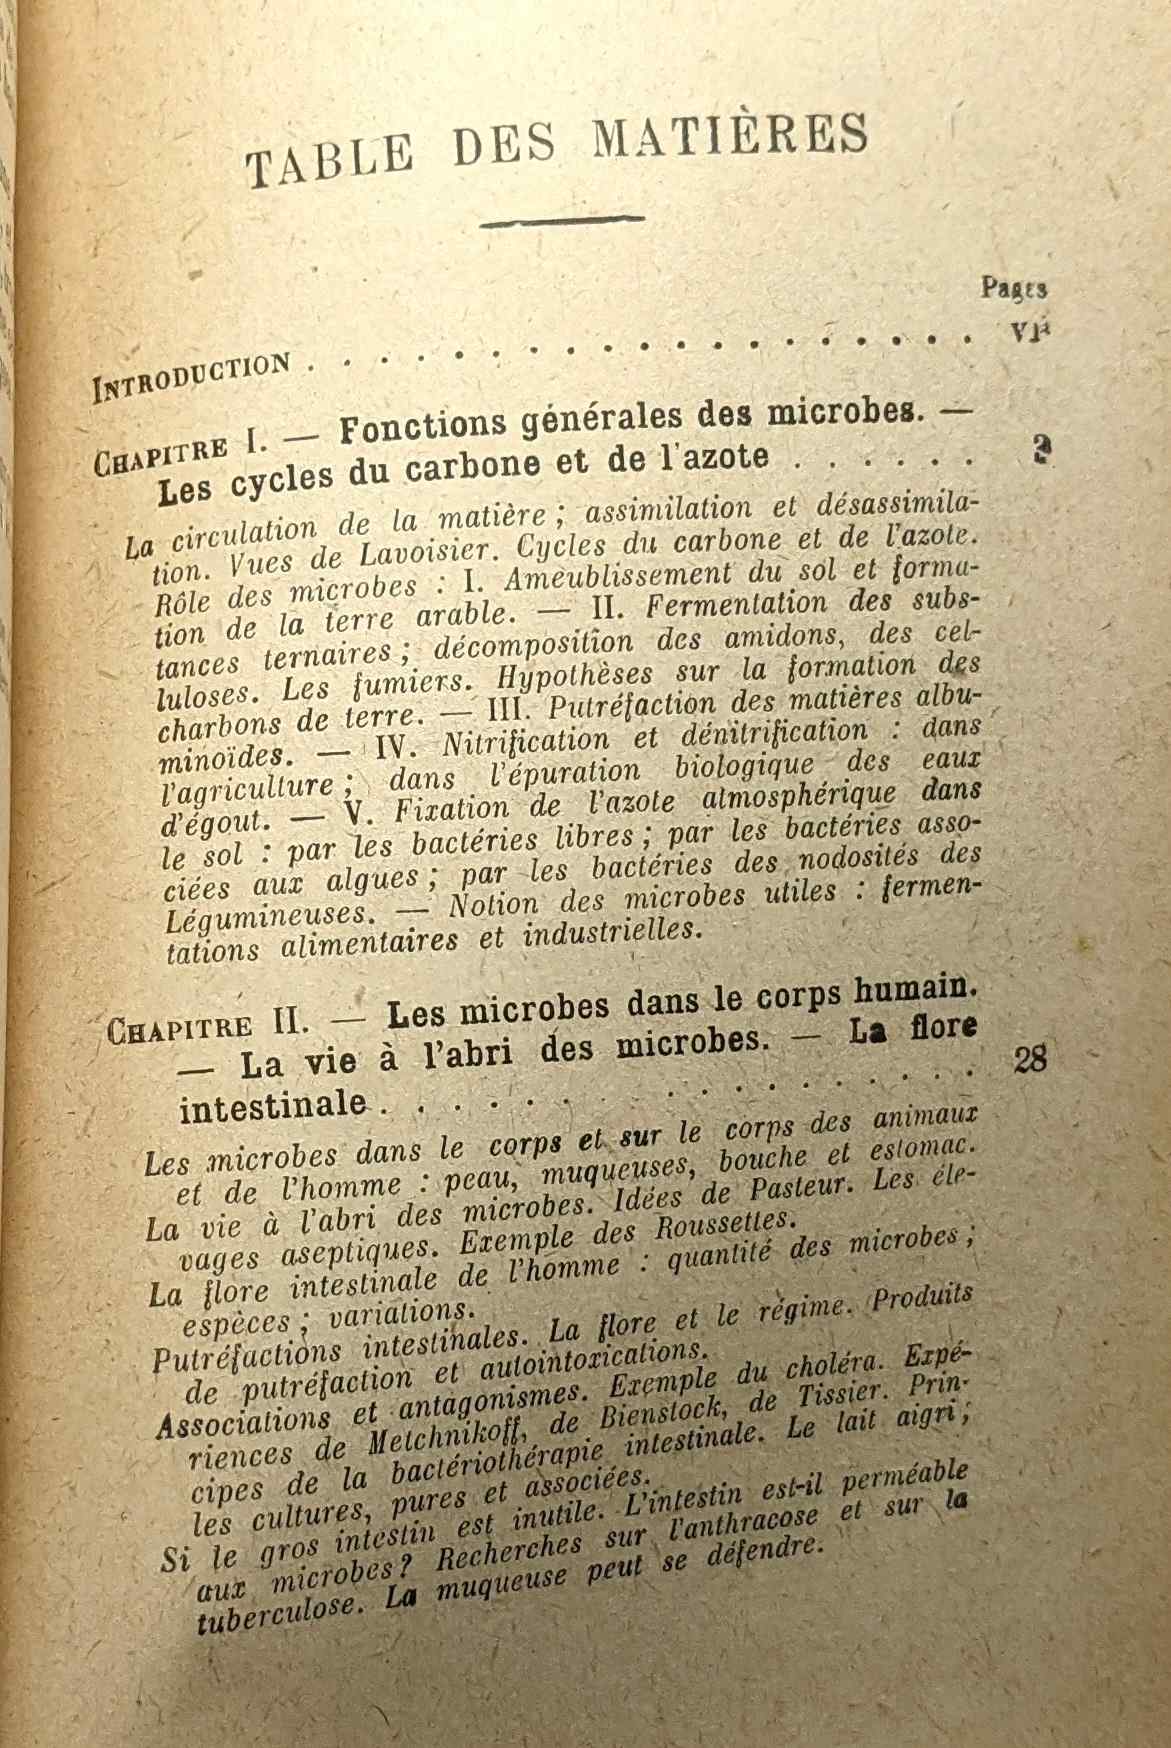 TABLE DES MATIÈRES
Pages
INTRODUCTION . . . . . . . . . . . . . . . . . . .
CHAPITRE I. — Fonctions générales des microbes. —
Les cycles du carbone et de l'azote . . . . . .
La circulation de la matière ; assimilation et désassimila-
tion. Vues de Lavoisier. Cycles du carbone et de l'azote.
Rôle des microbes : I. Ameublissement du sol et forma-
tion de la terre arable. — II. Fermentation des subs-
tances ternaires ; décomposition des amidons, des cel-
luloses. Les fumiers. Hypothèses sur la formation des
charbons de terre. — III. Putréfaction des matières albu-
minoïdes. — IV. Nitrification et dénitrification : dans
l'agriculture ; dans l'épuration biologique des eaux
d'égout. — V. Fixation de l'azote atmosphérique dans
le sol : par les bactéries libres ; par les bactéries asso-
ciées aux algues ; par les bactéries des nodosités des
Légumineuses. — Notion des microbes utiles : fermen-
tations alimentaires et industrielles.
CHAPITRE II. — Les microbes dans le corps humain.
— La vie à l'abri des microbes. — La flore
intestinale . . . . . . . . . . . . . . . . 28
Les microbes dans le corps et sur le corps des animaux
et de l'homme : peau, muqueuses, bouche et estomac.
La vie à l'abri des microbes. Idées de Pasteur. Les éle-
vages aseptiques. Exemple des Roussettes.
La flore intestinale de l'homme : quantité des microbes ;
espèces ; variations.
Putréfactions intestinales. La flore et le régime. Produits
de putréfaction et autointoxications.
Associations et antagonismes. Exemple du choléra. Expé-
riences de Metchnikoff, de Bienstock, de Tissier. Prin-
cipes de la bactériothérapie intestinale. Le lait aigri ;
les cultures, pures et associées.
Si le gros intestin est inutile. L'intestin est-il perméable
aux microbes ? Recherches sur l'anthracose et sur la
tuberculose. La muqueuse peut se défendre.